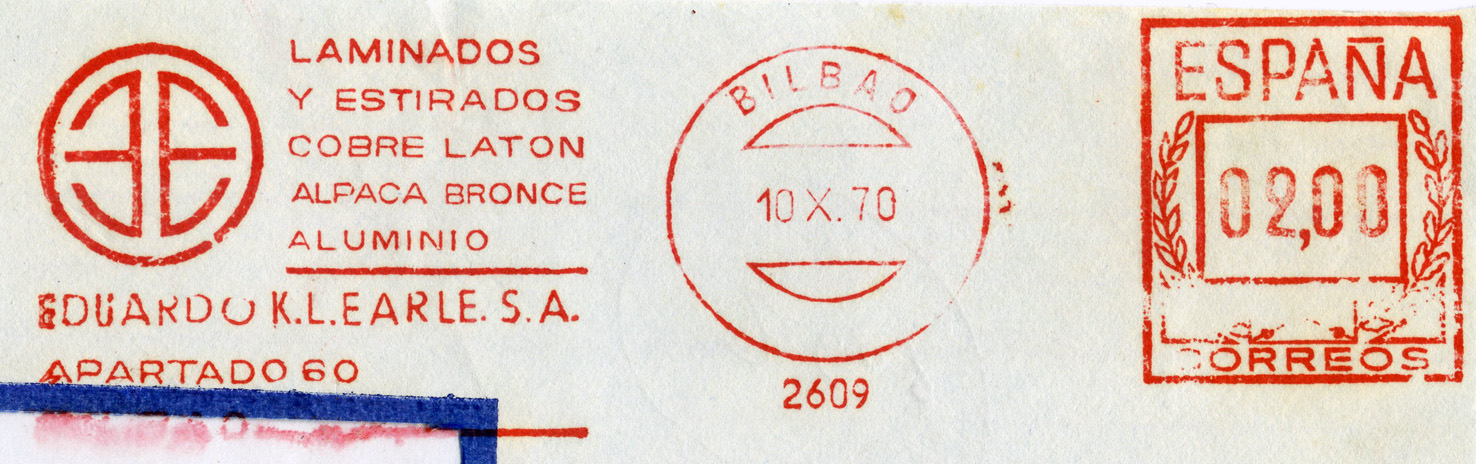 LAMINADOS
Y ESTIRADOS
COBRE LATON
ALPACA BRONCE
ALUMINIO
EDUARDO K.L.EARLE. S.A.
APARTADO 60
BILBAO
10 X. 70
2609
ESPAÑA
02,00
CORREOS